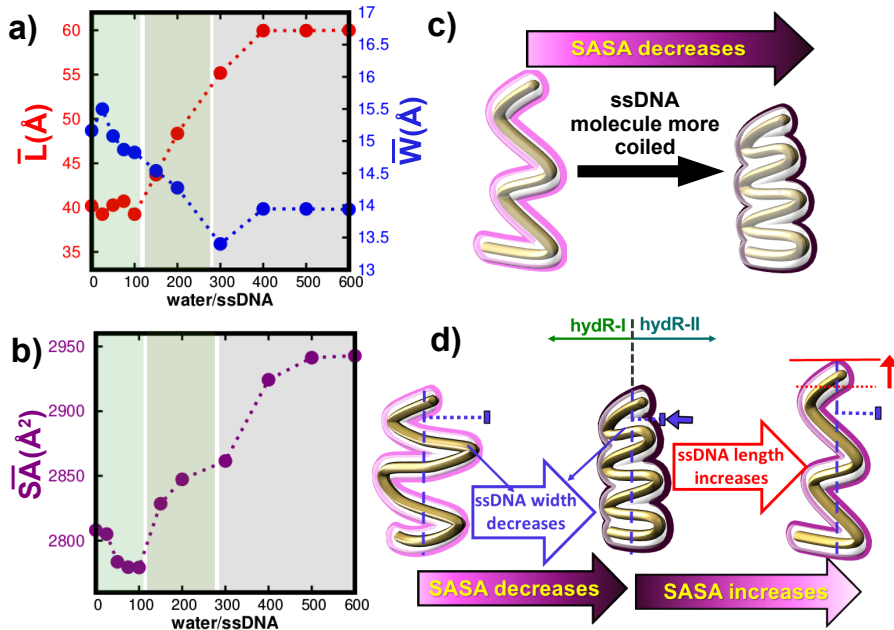 a)
L̄(Å)
60
55
50
45
40
35
17
16.5
16
15.5
15
14.5
14
13.5
13
W̄(Å)
0 100 200 300 400 500 600
water/ssDNA
b)
S̄Ā(Å²)
2950
2900
2850
2800
0 100 200 300 400 500 600
water/ssDNA
c)
SASA decreases
ssDNA
molecule more
coiled
d)
hydR-I
hydR-II
ssDNA width
decreases
ssDNA length
increases
SASA decreases
SASA increases